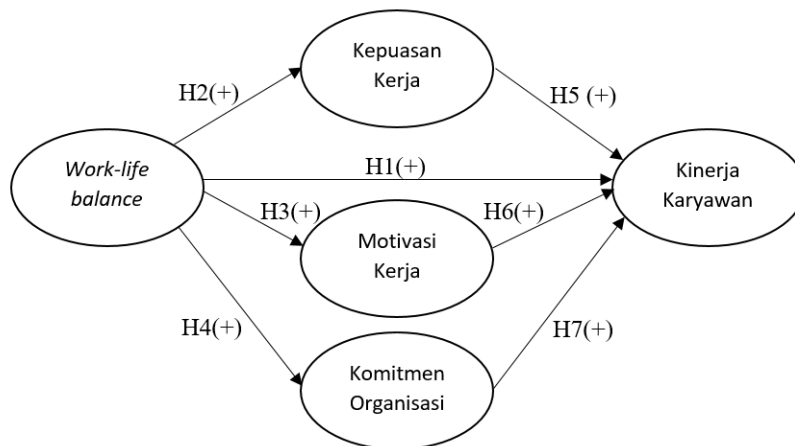 Kepuasan
Kerja
H2(+)
H5 (+)
Work-life
balance
H1(+)
Kinerja
Karyawan
H3(+)
H6(+)
Motivasi
Kerja
H4(+)
H7(+)
Komitmen
Organisasi